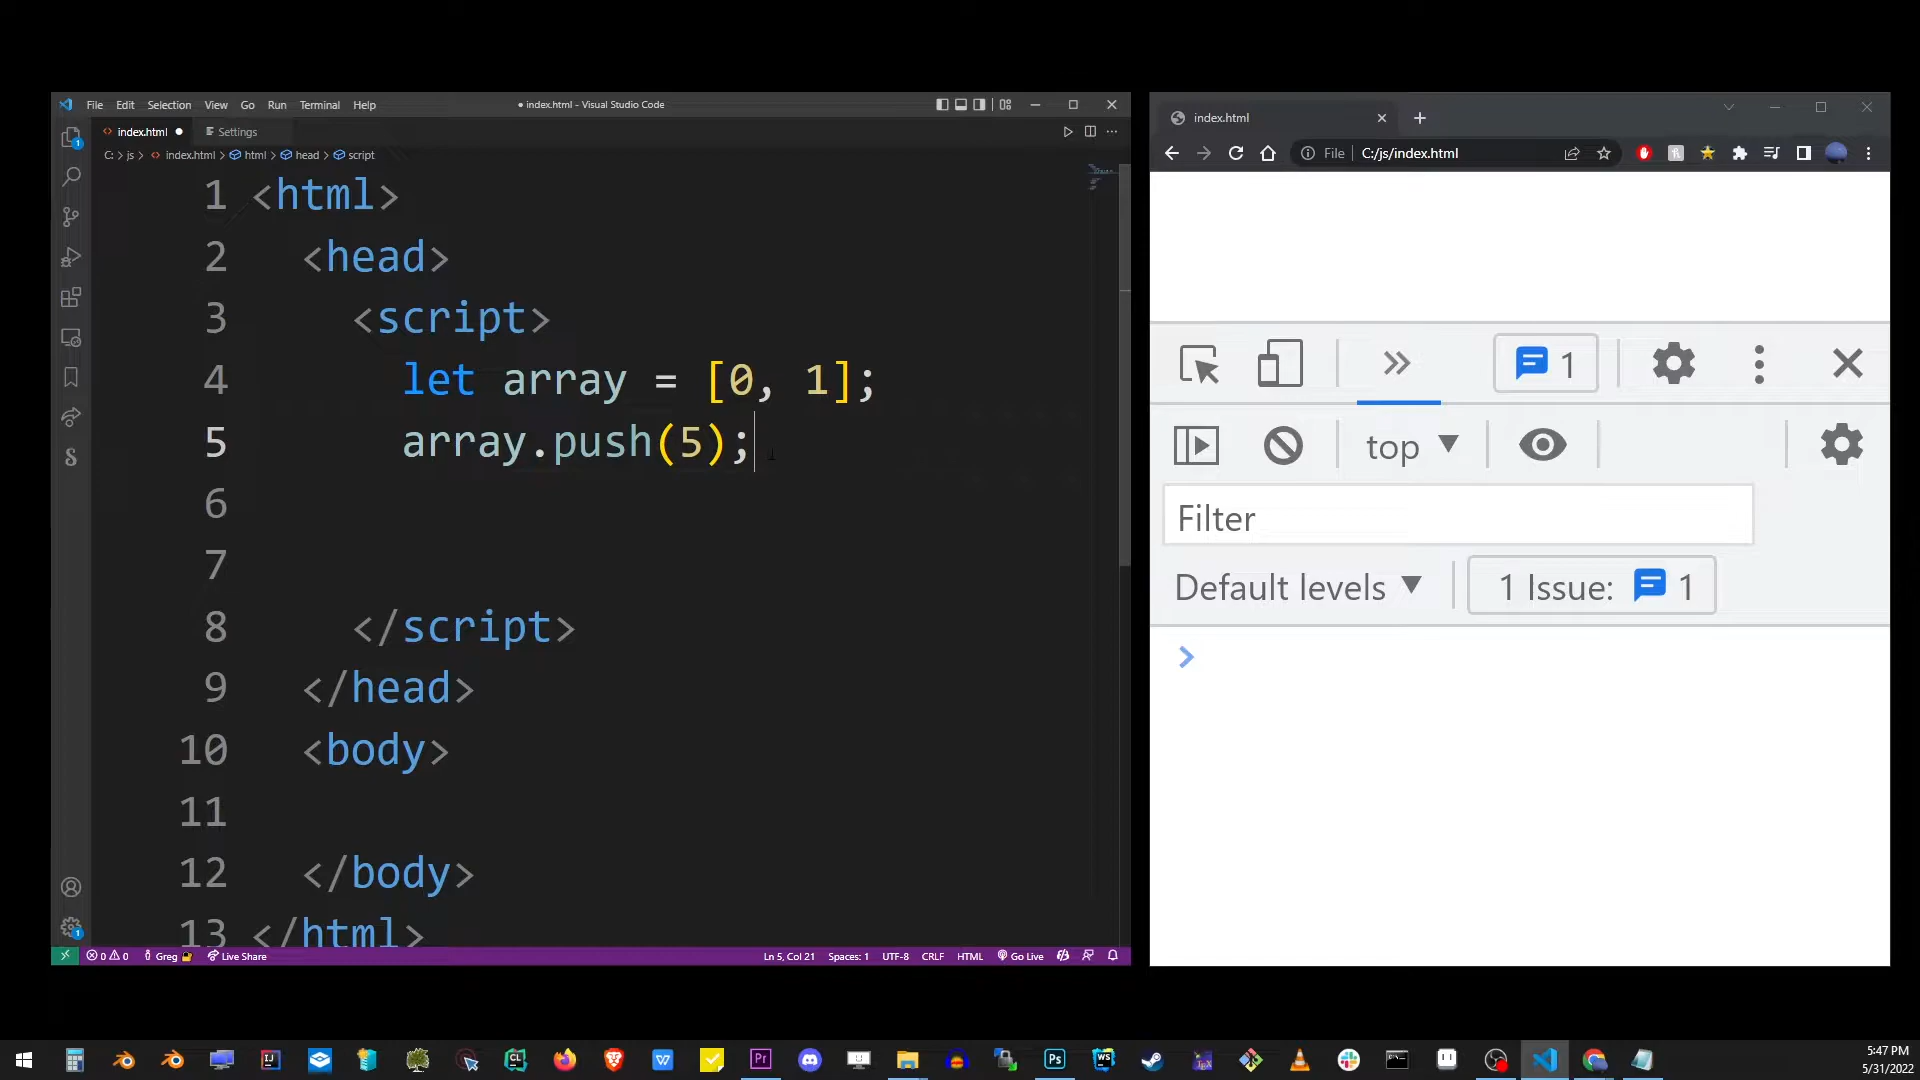 File Edit Selection View Go Run Terminal Help
● index.html - Visual Studio Code
index.html ●
Settings
C: > js > index.html > html > head > script
1 <html>
2 <head>
3 <script>
4 let array = [0, 1];
5 array.push(5);
6
7
8 </script>
9 </head>
10 <body>
11
12 </body>
13 </html>
0 0 Greg Live Share
Ln 5, Col 21 Spaces: 1 UTF-8 CRLF HTML Go Live
index.html
File C:/js/index.html
1
top
Filter
Default levels
1 Issue: 1
5:47 PM
5/31/2022